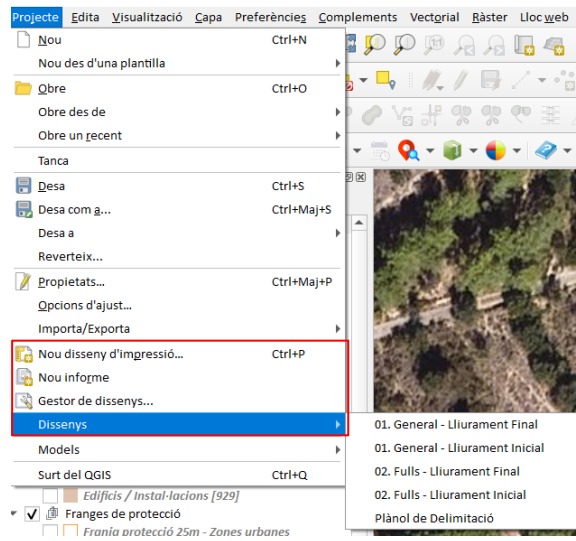 Projecte Edita Visualització Capa Preferències Complements Vectorial Ràster Lloc web
Nou Ctrl+N
Nou des d'una plantilla
Obre Ctrl+O
Obre des de
Obre un recent
Tanca
Desa Ctrl+S
Desa com a... Ctrl+Maj+S
Desa a
Reverteix...
Propietats... Ctrl+Maj+P
Opcions d'ajust...
Importa/Exporta
Nou disseny d'impressió... Ctrl+P
Nou informe
Gestor de dissenys...
Dissenys
01. General - Lliurament Final
01. General - Lliurament Inicial
02. Fulls - Lliurament Final
02. Fulls - Lliurament Inicial
Plànol de Delimitació
Models
Surt del QGIS Ctrl+Q
Edificis / Instal·lacions [929]
Franges de protecció
Franja protecció 25m - Zones urbanes